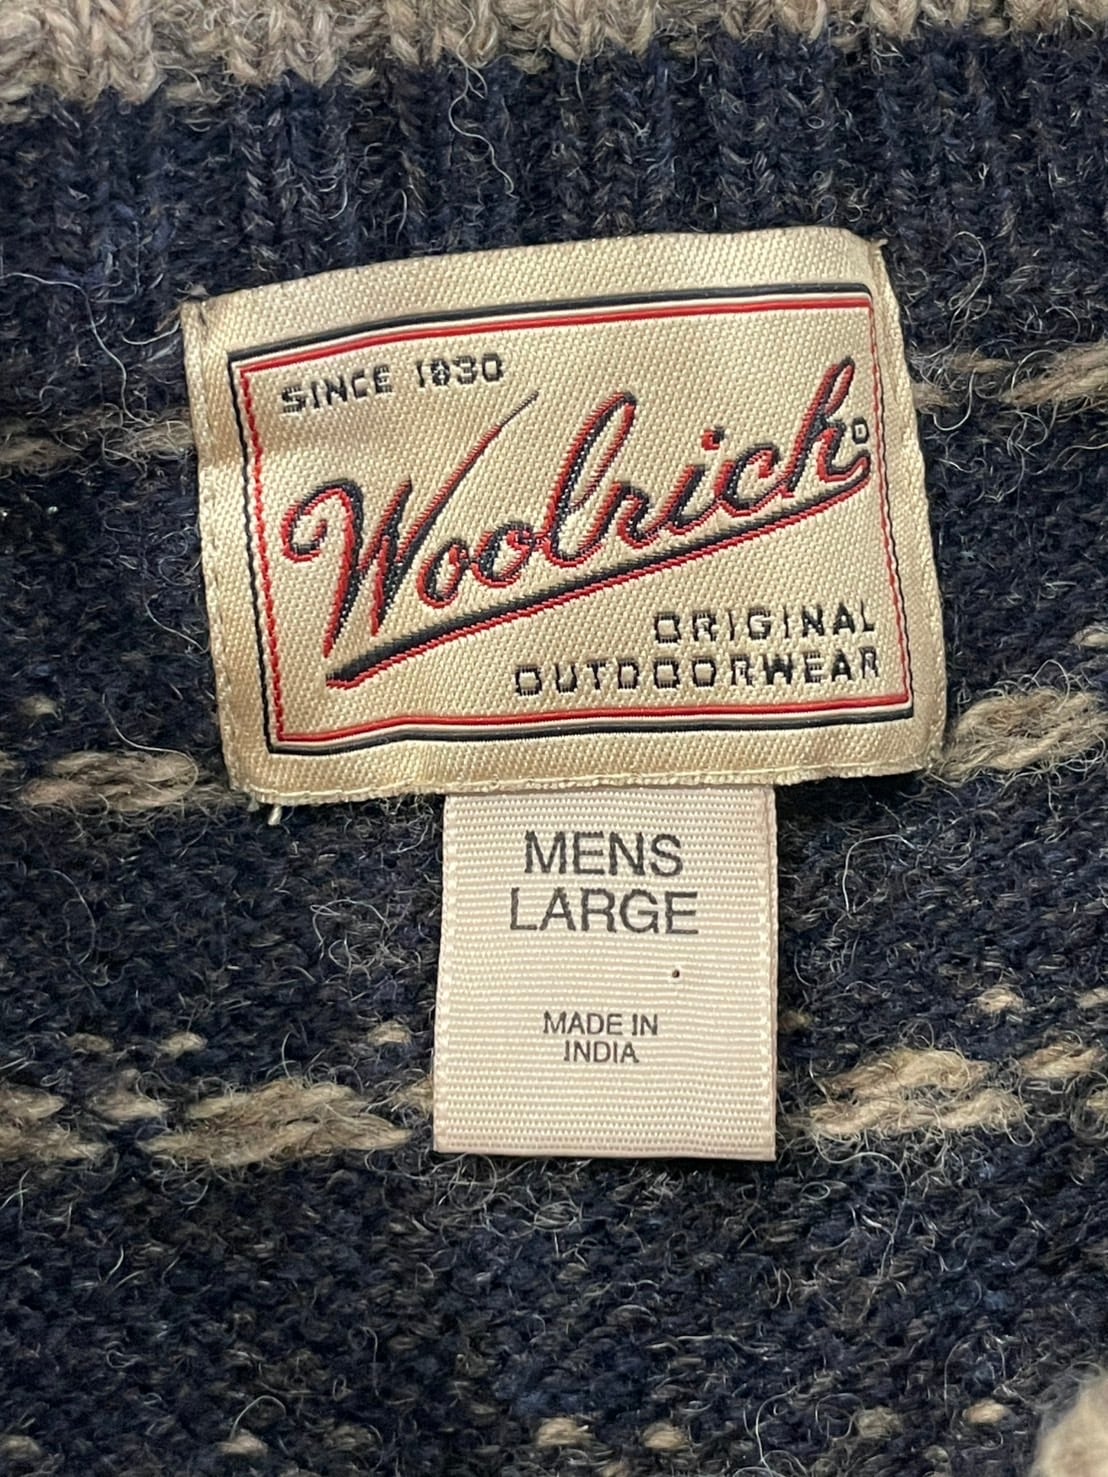 SINCE 1830
Woolrich
ORIGINAL
OUTDOORWEAR
MENS
LARGE
MADE IN
INDIA